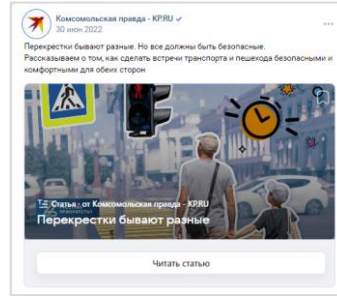 Комсомольская правда - KP.RU
30 июн 2022
Перекрестки бывают разные. Но все должны быть безопасные.
Рассказываем о том, как сделать встречи транспорта и пешехода безопасными и
комфортными для обеих сторон
Статья · от Комсомольская правда - KP.RU
Перекрестки бывают разные
Читать статью